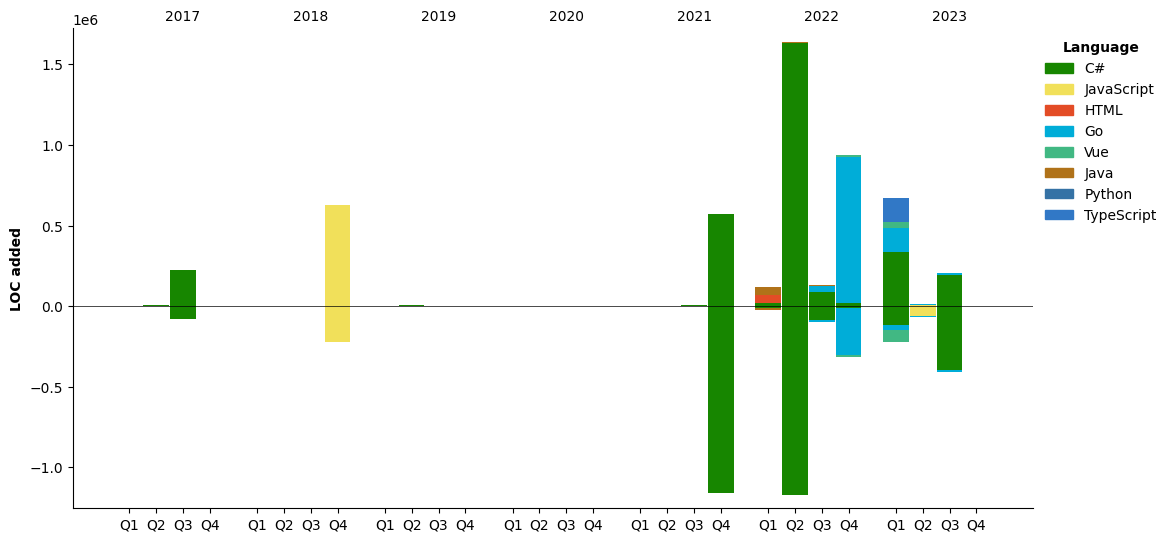 1e6
2017 2018 2019 2020 2021 2022 2023
LOC added
1.5
1.0
0.5
0.0
−0.5
−1.0
Q1 Q2 Q3 Q4 Q1 Q2 Q3 Q4 Q1 Q2 Q3 Q4 Q1 Q2 Q3 Q4 Q1 Q2 Q3 Q4 Q1 Q2 Q3 Q4 Q1 Q2 Q3 Q4
Language
C#
JavaScript
HTML
Go
Vue
Java
Python
TypeScript